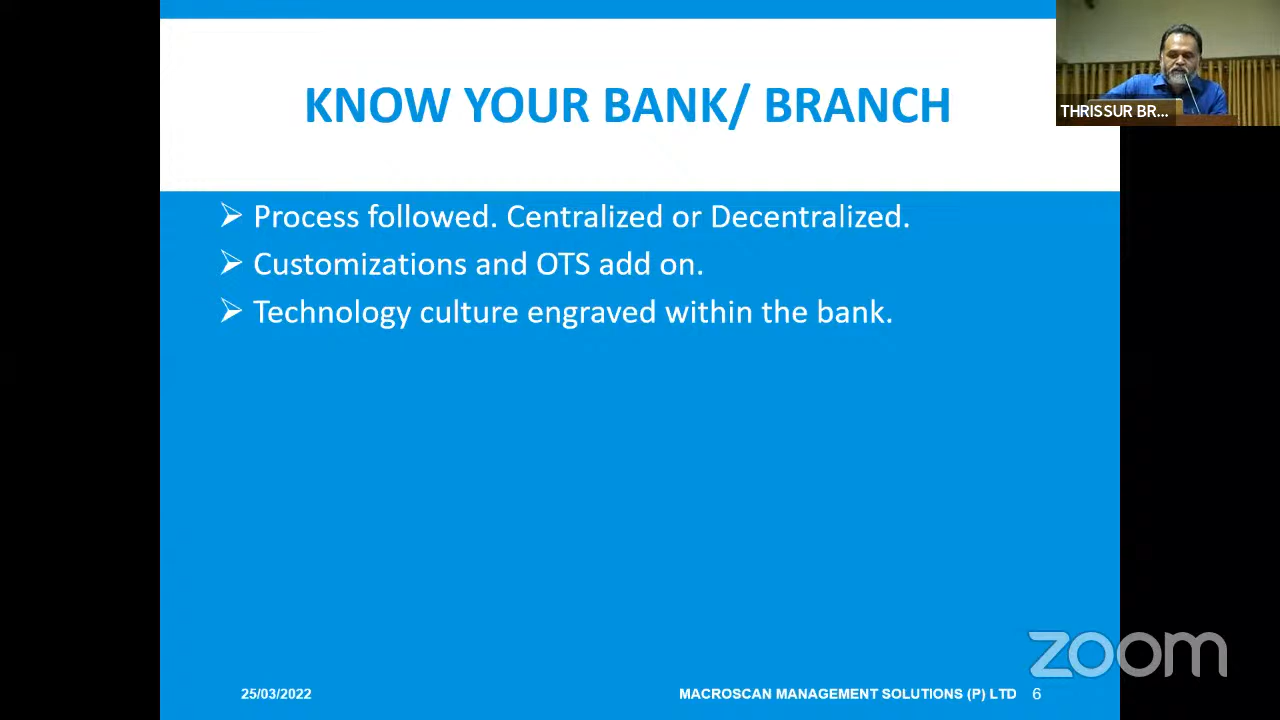 KNOW YOUR BANK/ BRANCH
THRISSUR BR...
Process followed. Centralized or Decentralized.
Customizations and OTS add on.
Technology culture engraved within the bank.
zoom
25/03/2022
MACROSCAN MANAGEMENT SOLUTIONS (P) LTD
6